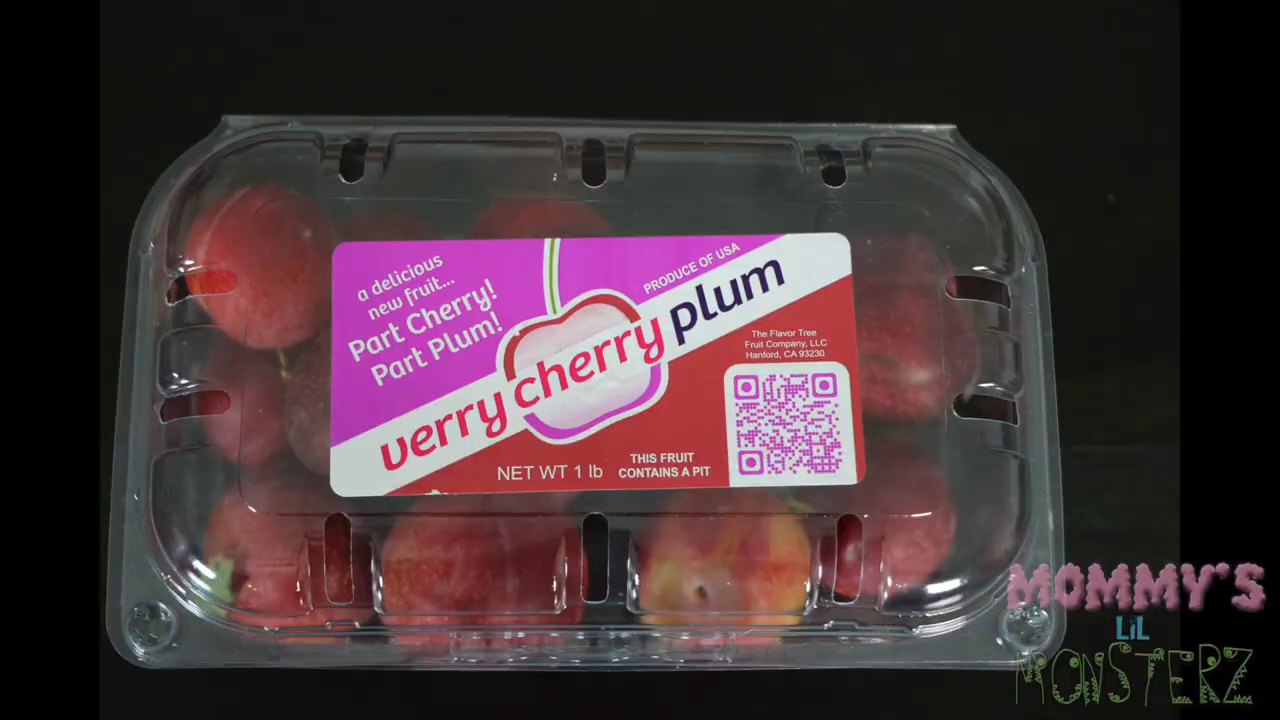 a delicious
new fruit...
Part Cherry!
Part Plum!
PRODUCE OF USA
verry cherry plum
The Flavor Tree
Fruit Company, LLC
Hanford, CA 93230
NET WT 1 lb
THIS FRUIT
CONTAINS A PIT
MOMMY'S
LIL
MONSTERZ